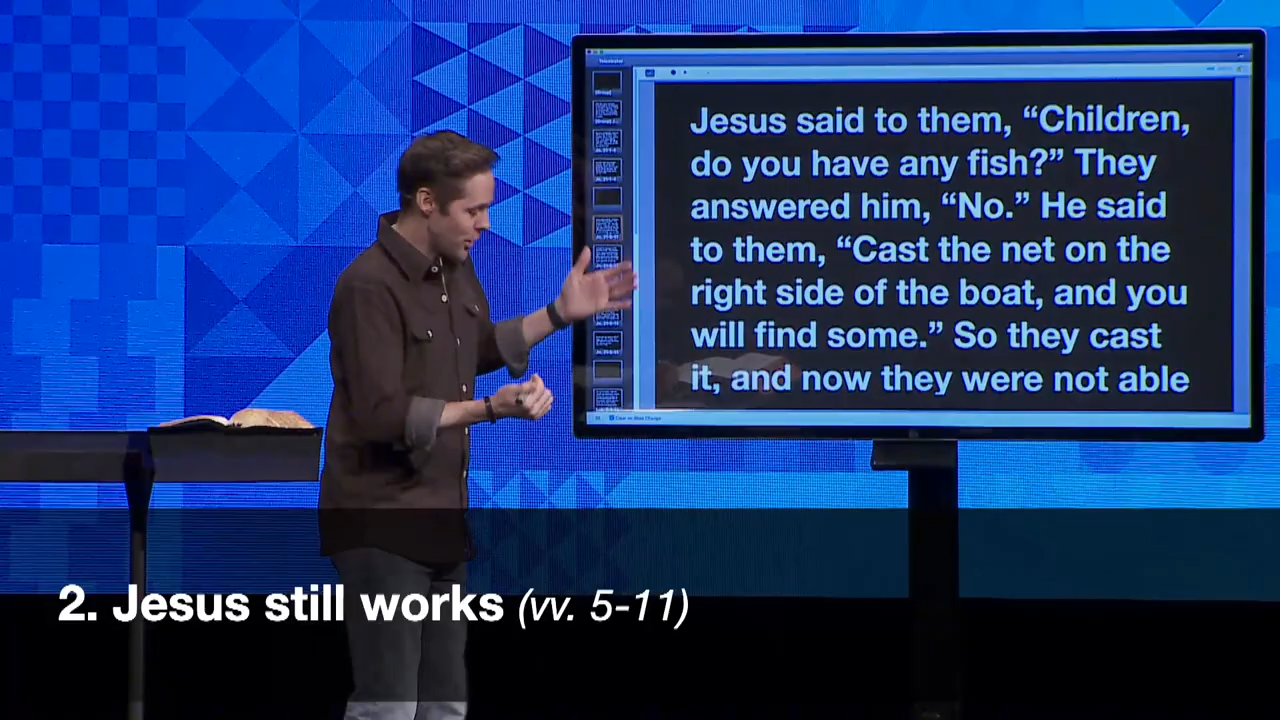 Jesus said to them, “Children,
do you have any fish?” They
answered him, “No.” He said
to them, “Cast the net on the
right side of the boat, and you
will find some.” So they cast
it, and now they were not able
2. Jesus still works (vv. 5-11)